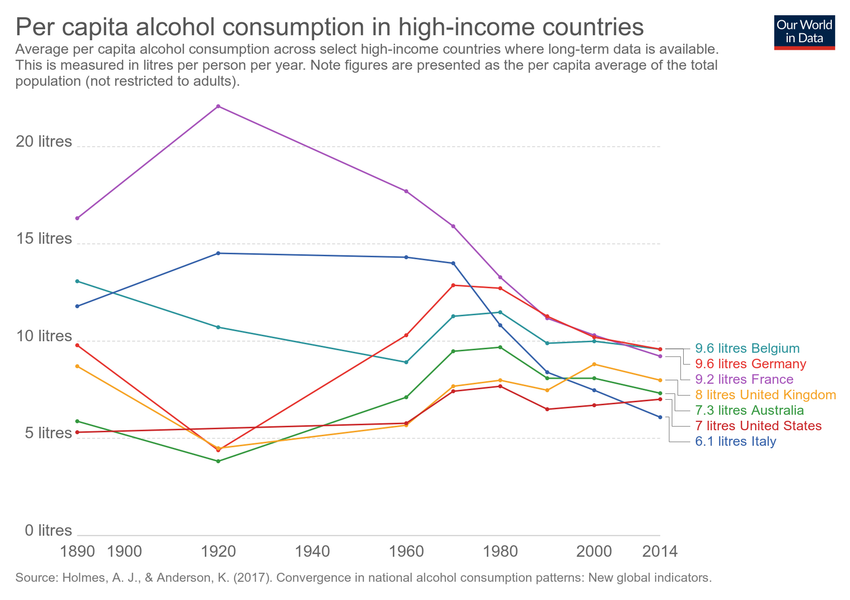 Per capita alcohol consumption in high-income countries
Our World
in Data
Average per capita alcohol consumption across select high-income countries where long-term data is available.
This is measured in litres per person per year. Note figures are presented as the per capita average of the total
population (not restricted to adults).
20 litres
15 litres
10 litres
5 litres
0 litres
1890 1900 1920 1940 1960 1980 2000 2014
9.6 litres Belgium
9.6 litres Germany
9.2 litres France
8 litres United Kingdom
7.3 litres Australia
7 litres United States
6.1 litres Italy
Source: Holmes, A. J., & Anderson, K. (2017). Convergence in national alcohol consumption patterns: New global indicators.